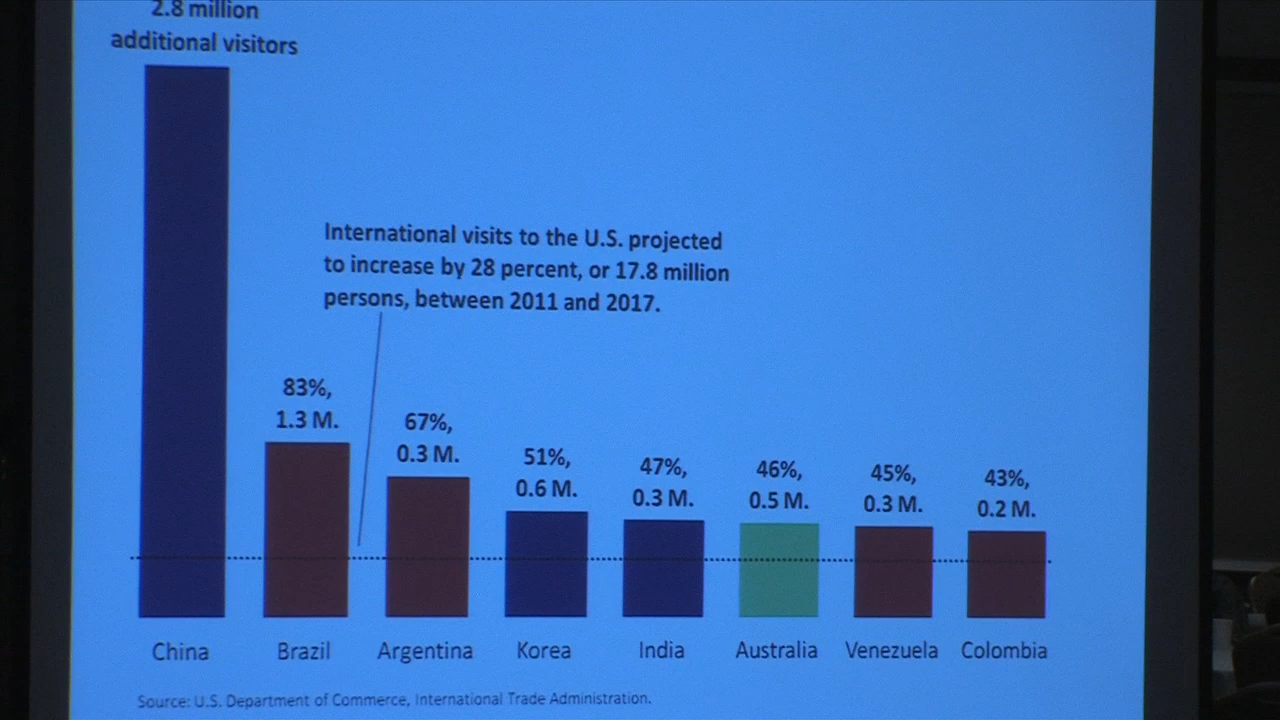 2.8 million
additional visitors
International visits to the U.S. projected
to increase by 28 percent, or 17.8 million
persons, between 2011 and 2017.
83%,
1.3 M.
67%,
0.3 M.
51%,
0.6 M.
47%,
0.3 M.
46%,
0.5 M.
45%,
0.3 M.
43%,
0.2 M.
China
Brazil
Argentina
Korea
India
Australia
Venezuela
Colombia
Source: U.S. Department of Commerce, International Trade Administration.